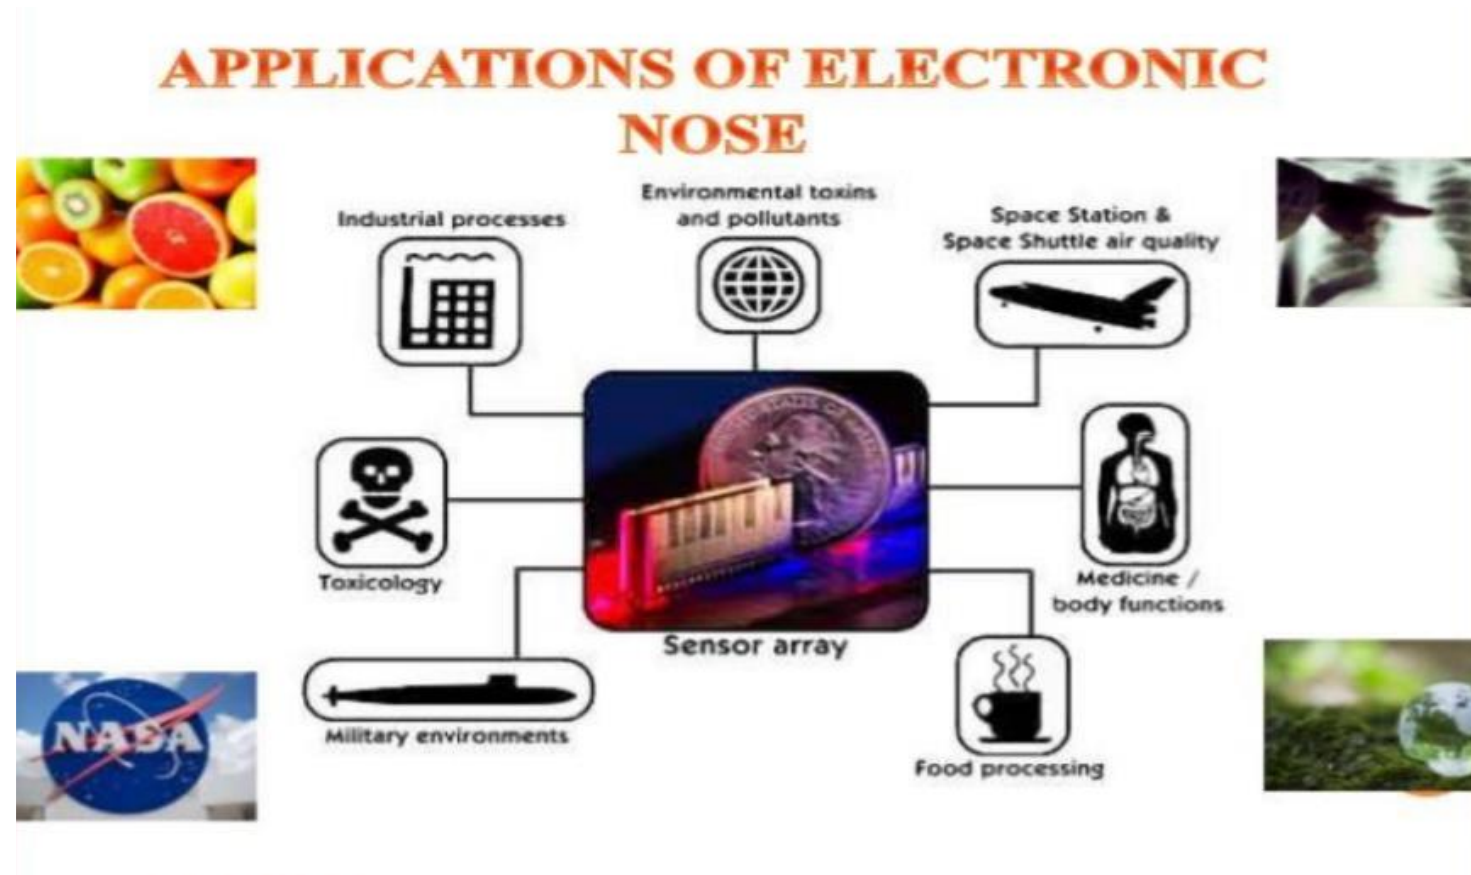 APPLICATIONS OF ELECTRONIC
NOSE
Environmental toxins
and pollutants
Industrial processes
Space Station &
Space Shuttle air quality
Toxicology
Medicine /
body functions
Sensor array
Military environments
Food processing
NASA